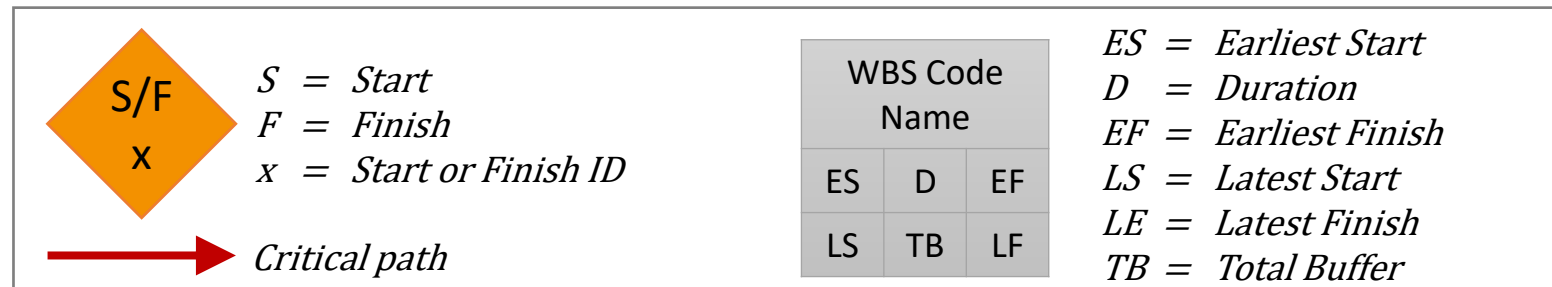 S/F
x
S = Start
F = Finish
x = Start or Finish ID
Critical path
WBS Code
Name
ES D EF
LS TB LF
ES = Earliest Start
D = Duration
EF = Earliest Finish
LS = Latest Start
LE = Latest Finish
TB = Total Buffer